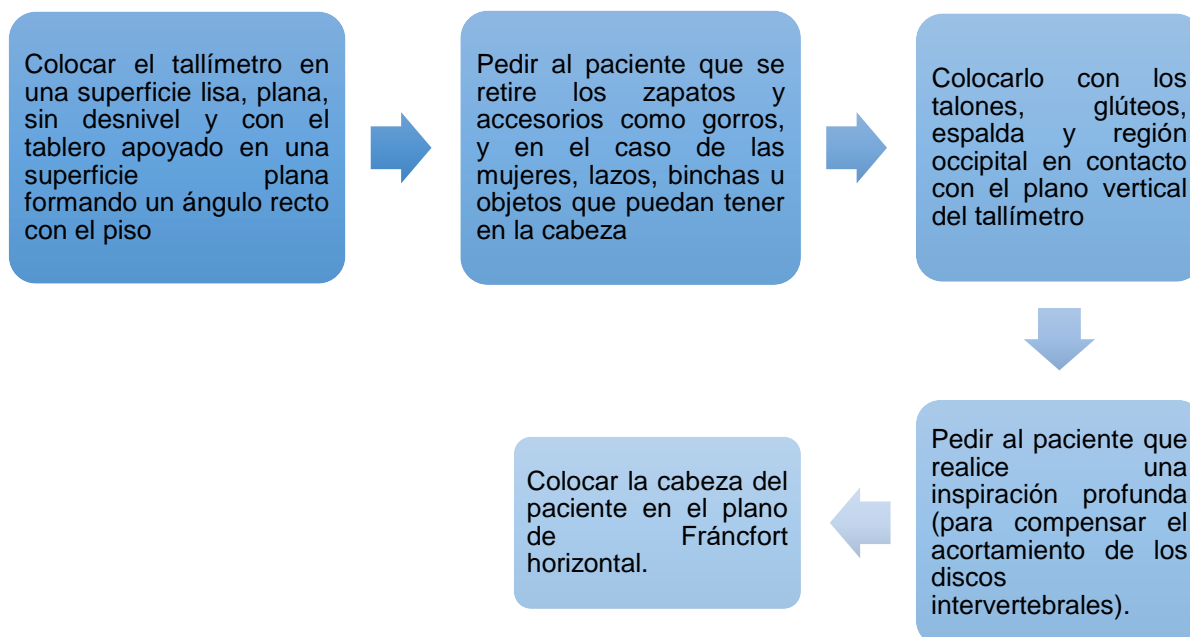 Colocar el tallímetro en
una superficie lisa, plana,
sin desnivel y con el
tablero apoyado en una
superficie plana
formando un ángulo recto
con el piso
Pedir al paciente que se
retire los zapatos y
accesorios como gorros,
y en el caso de las
mujeres, lazos, binchas u
objetos que puedan tener
en la cabeza
Colocarlo con los
talones, glúteos,
espalda y región
occipital en contacto
con el plano vertical
del tallímetro
Pedir al paciente que
realice una
inspiración profunda
(para compensar el
acortamiento de los
discos
intervertebrales).
Colocar la cabeza del
paciente en el plano
de Fráncfort
horizontal.